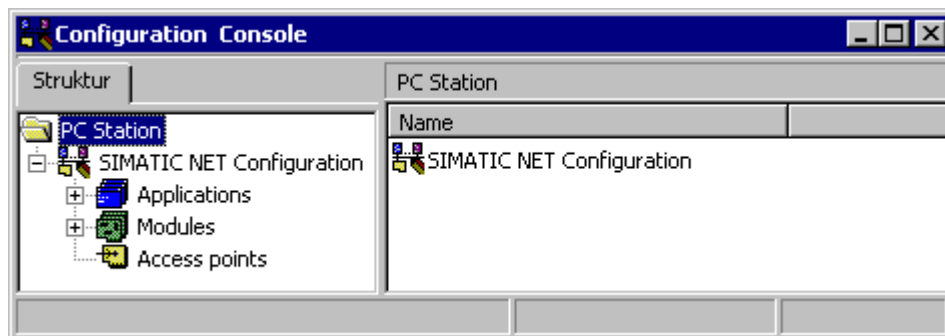 Configuration Console
Struktur
PC Station
SIMATIC NET Configuration
Applications
Modules
Access points
PC Station
Name
SIMATIC NET Configuration